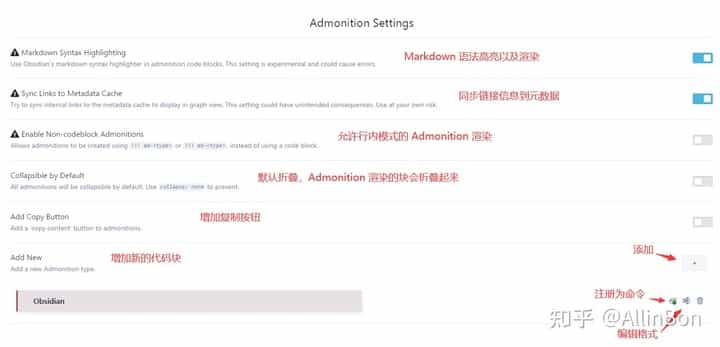 Admonition Settings
Markdown Syntax Highlighting
Use Obsidian's markdown syntax highlighter in admonition code blocks. This setting is experimental and could cause errors.
Markdown 语法高亮以及渲染
Sync Links to Metadata Cache
Try to sync internal links to the metadata cache to display in graph view. This setting could have unintended consequences. Use at your own risk.
同步链接信息到元数据
Enable Non-codeblock Admonitions
Allows admonitions to be created using !!! ad-<type> or ??? ad-<type>, instead of using a code block.
允许行内模式的 Admonition 渲染
Collapsible by Default
All admonitions will be collapsible by default. Use collapse: none to prevent.
默认折叠，Admonition 渲染的块会折叠起来
Add Copy Button
Add a 'copy-content' button to admonitions.
增加复制按钮
Add New
Add a new Admonition type.
增加新的代码块
添加
+
Obsidian
注册为命令
编辑格式
知乎 @AllinBon